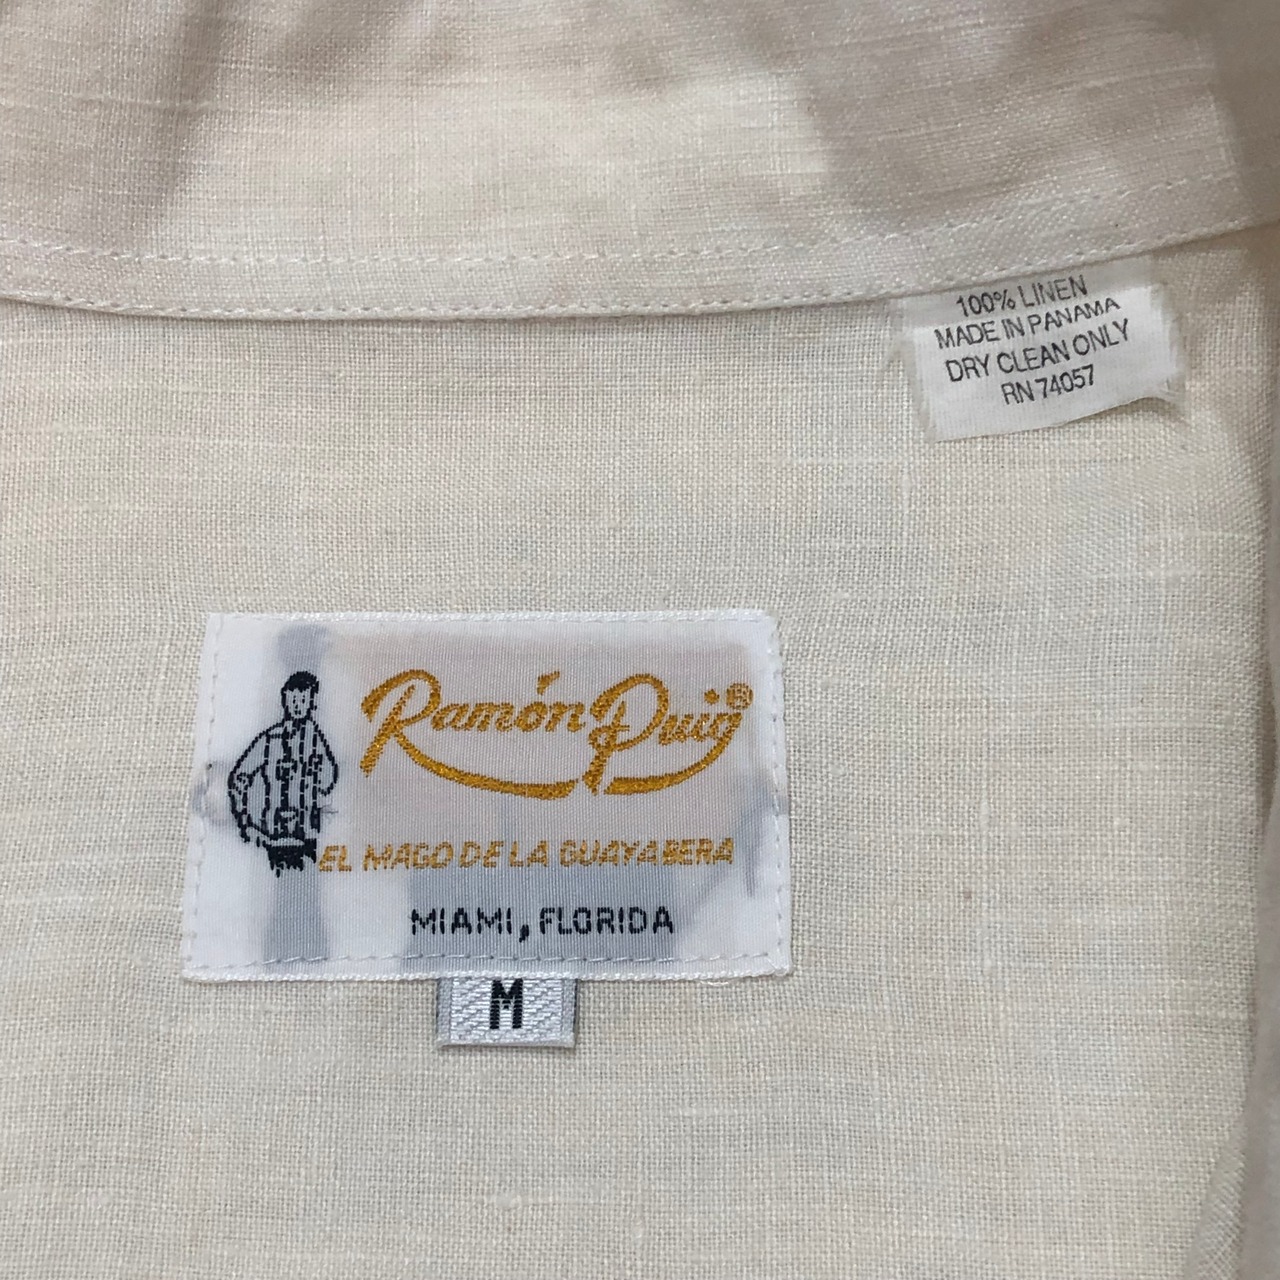 100% LINEN
MADE IN PANAMA
DRY CLEAN ONLY
RN 74057
Ramón Puig®
EL MAGO DE LA GUAYABERA
MIAMI, FLORIDA
M